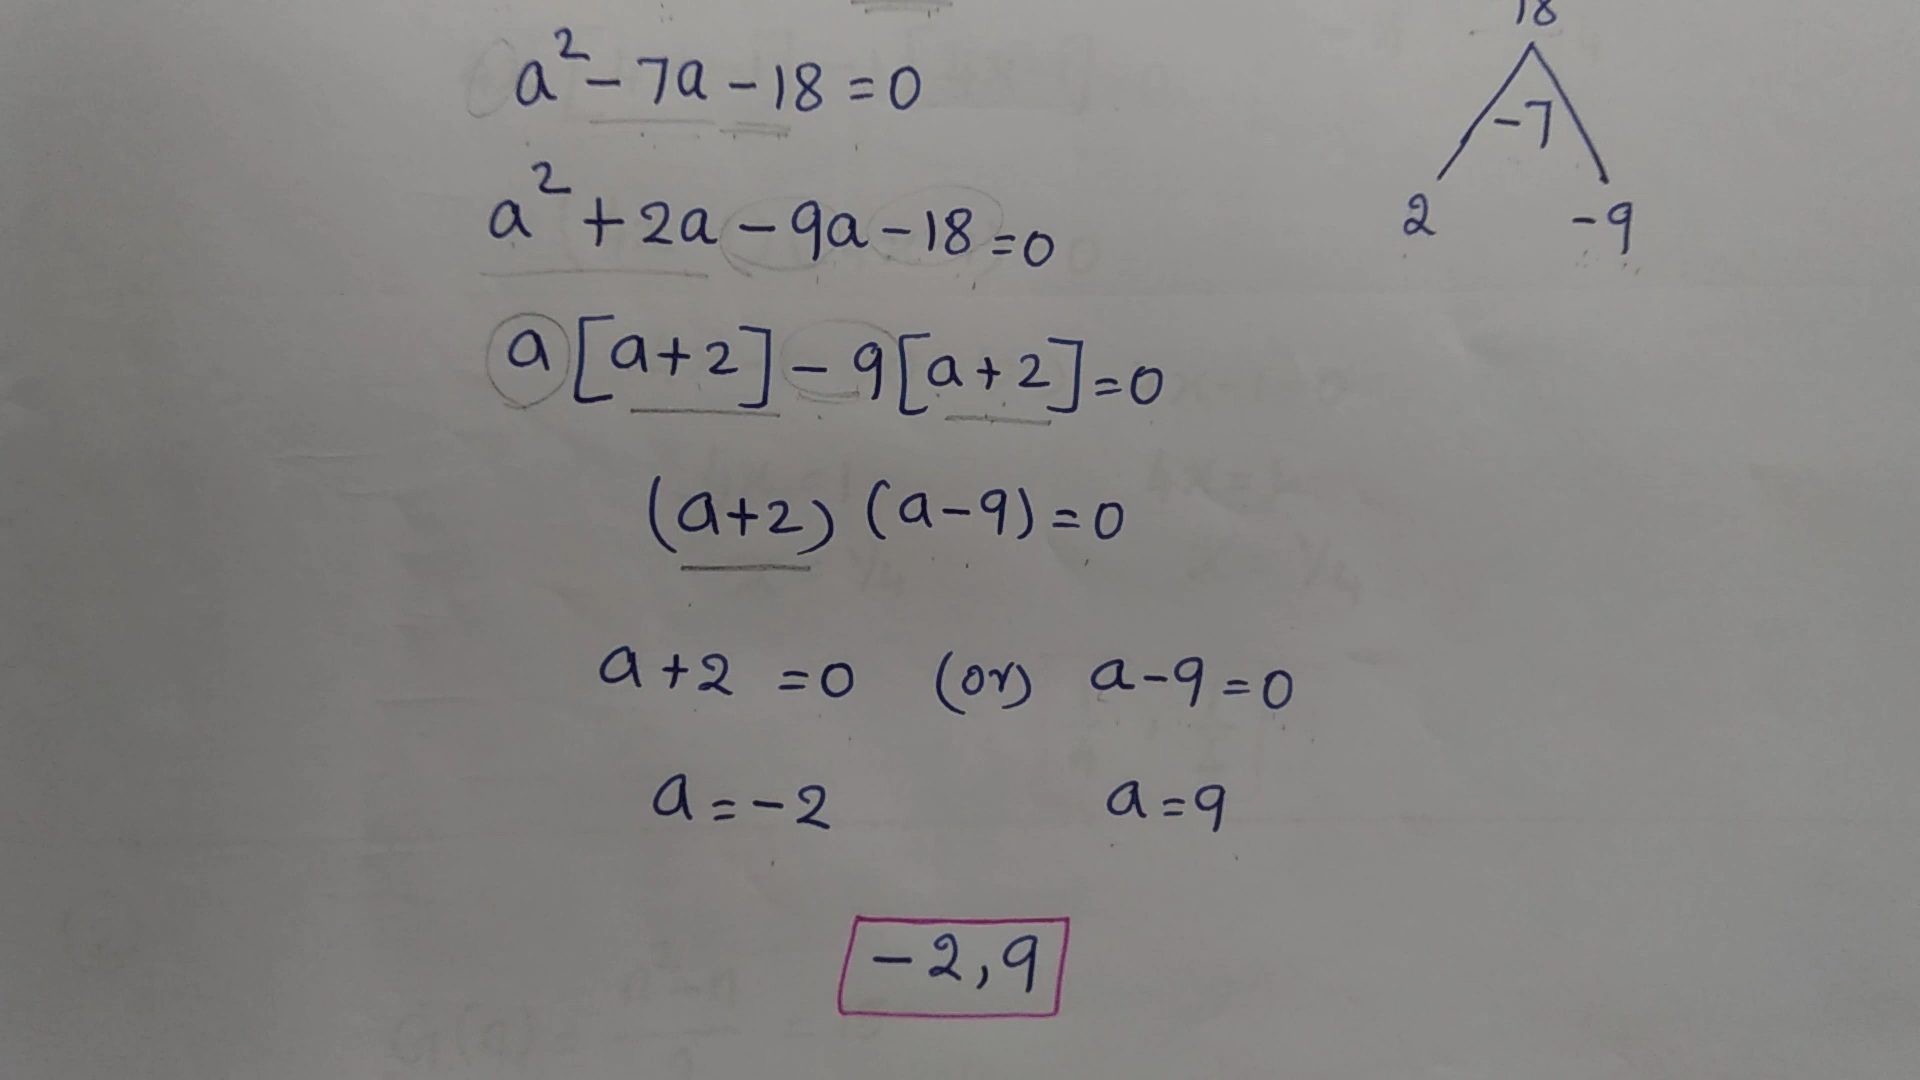 a² - 7a - 18 = 0
a² + 2a - 9a - 18 = 0
a [a+2] - 9 [a+2] = 0
(a+2) (a-9) = 0
a + 2 = 0 (or) a - 9 = 0
a = -2 a = 9
-2, 9
18
-7
2 -9